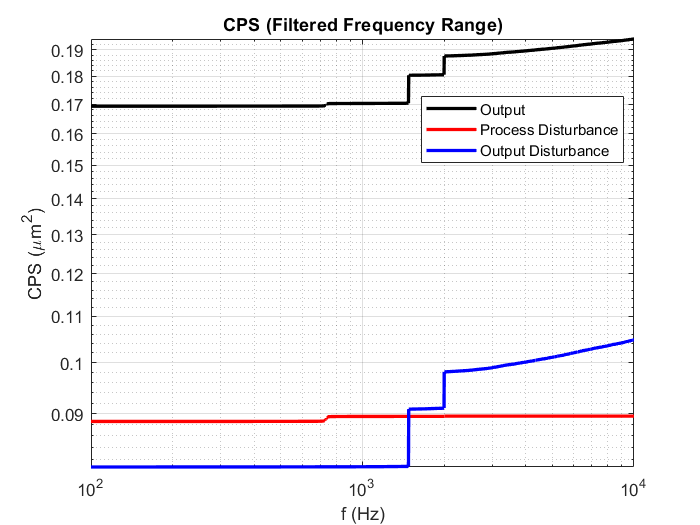 CPS (Filtered Frequency Range)
0.19
0.18
0.17
0.16
0.15
0.14
0.13
0.12
0.11
0.1
0.09
CPS (μm²)
Output
Process Disturbance
Output Disturbance
10²
10³
10⁴
f (Hz)